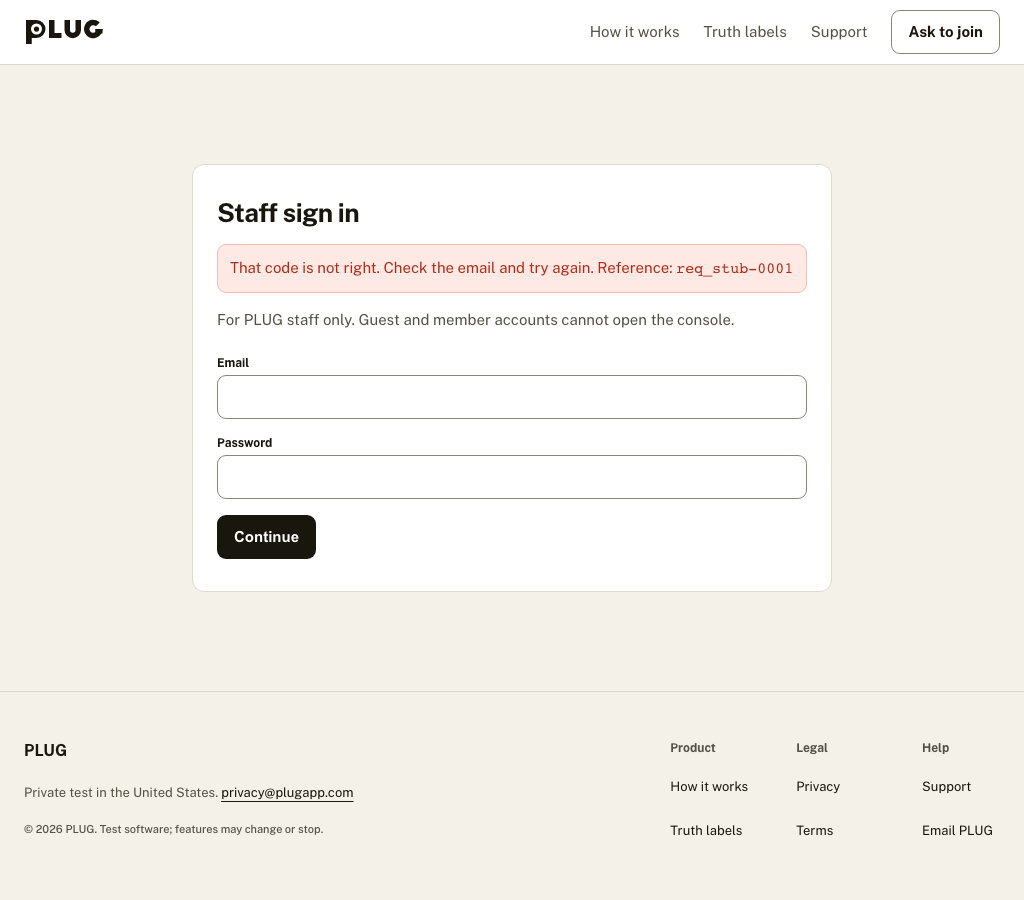 PLUG
How it works
Truth labels
Support
Ask to join
Staff sign in
That code is not right. Check the email and try again. Reference: req_stub-0001
For PLUG staff only. Guest and member accounts cannot open the console.
Email
Password
Continue
PLUG
Private test in the United States. privacy@plugapp.com
© 2026 PLUG. Test software; features may change or stop.
Product
How it works
Truth labels
Legal
Privacy
Terms
Help
Support
Email PLUG